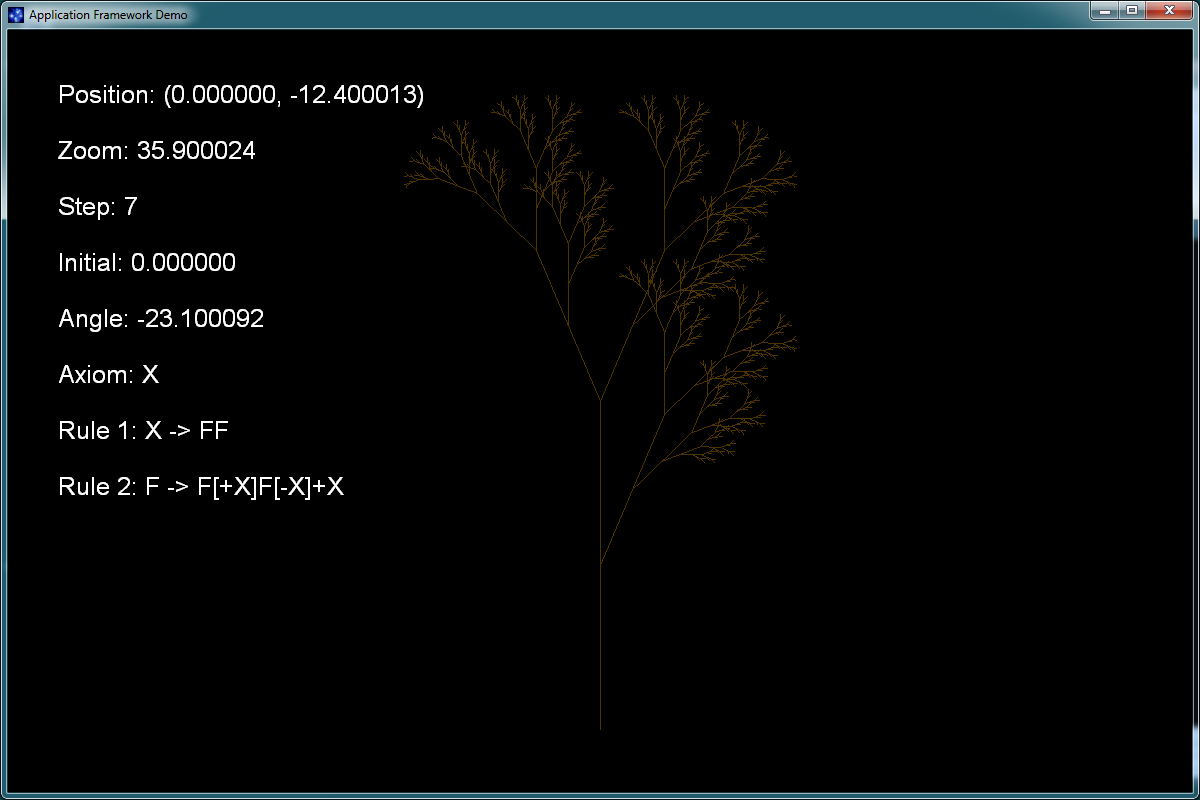 Application Framework Demo
Position: (0.000000, -12.400013)
Zoom: 35.900024
Step: 7
Initial: 0.000000
Angle: -23.100092
Axiom: X
Rule 1: X -> FF
Rule 2: F -> F[+X]F[-X]+X